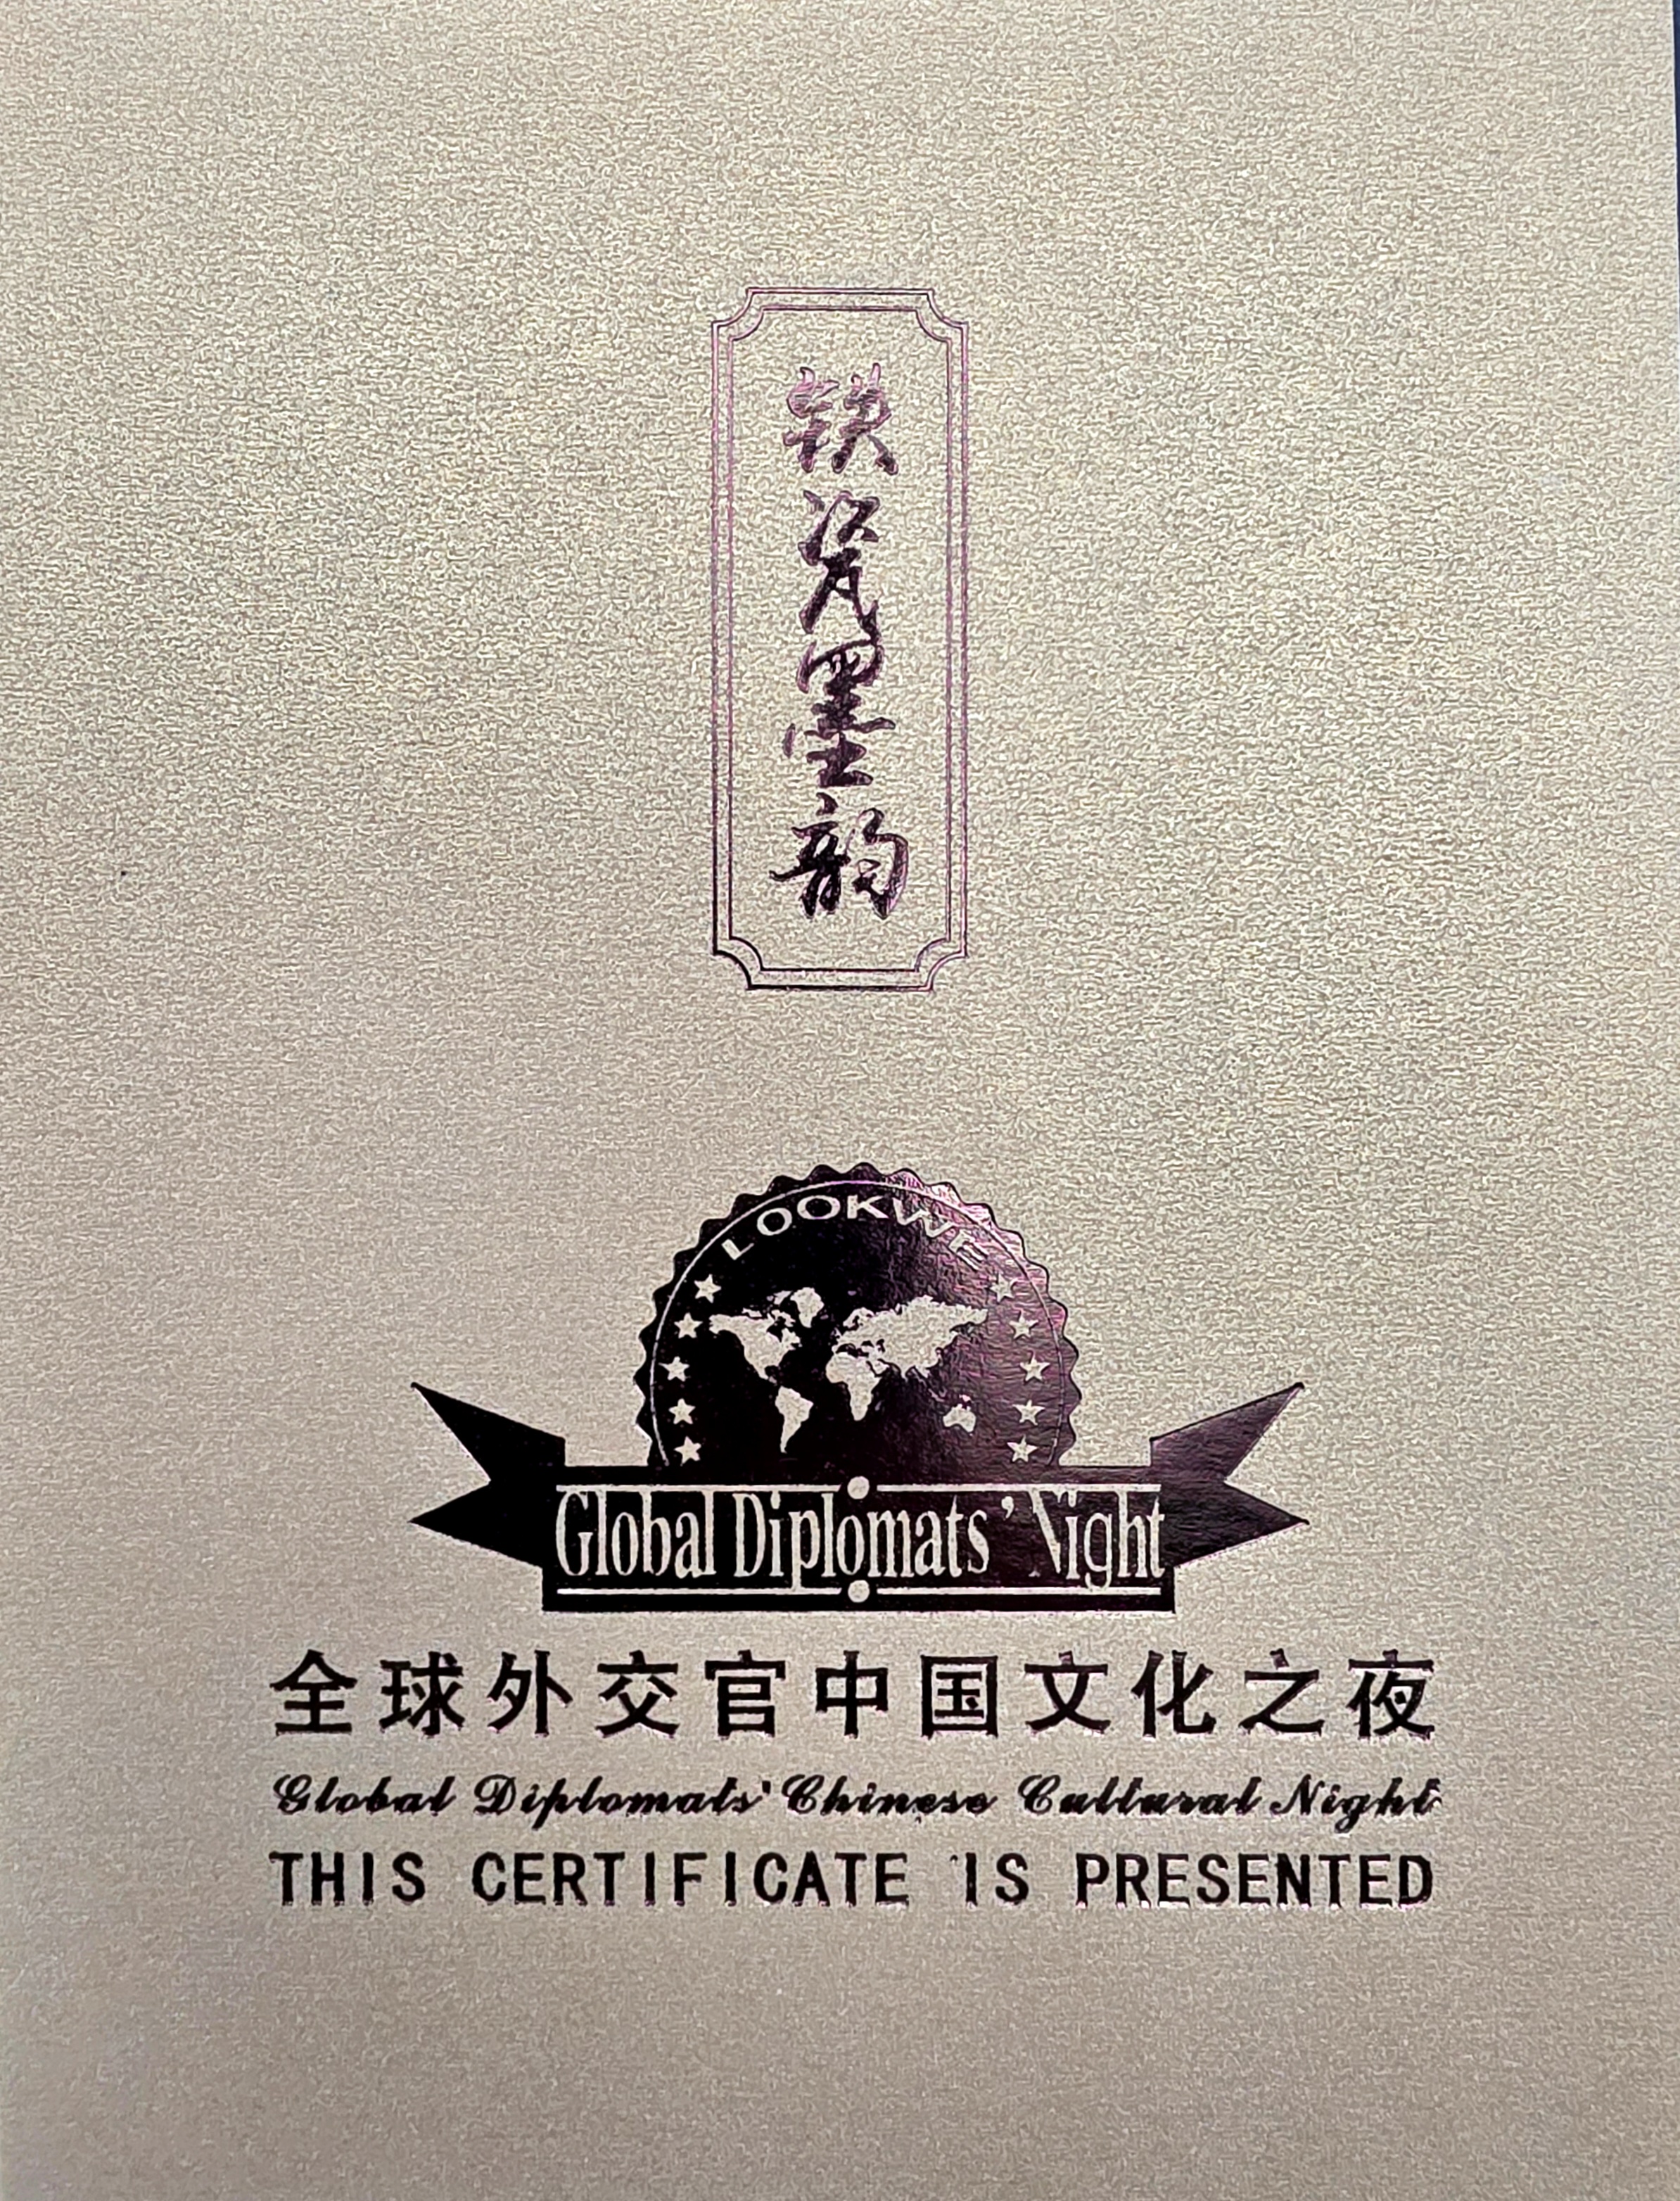 铁瓷墨韵
LOOKWE
Global Diplomats' Night
全球外交官中国文化之夜
Global Diplomats' Chinese Cultural Night
THIS CERTIFICATE IS PRESENTED